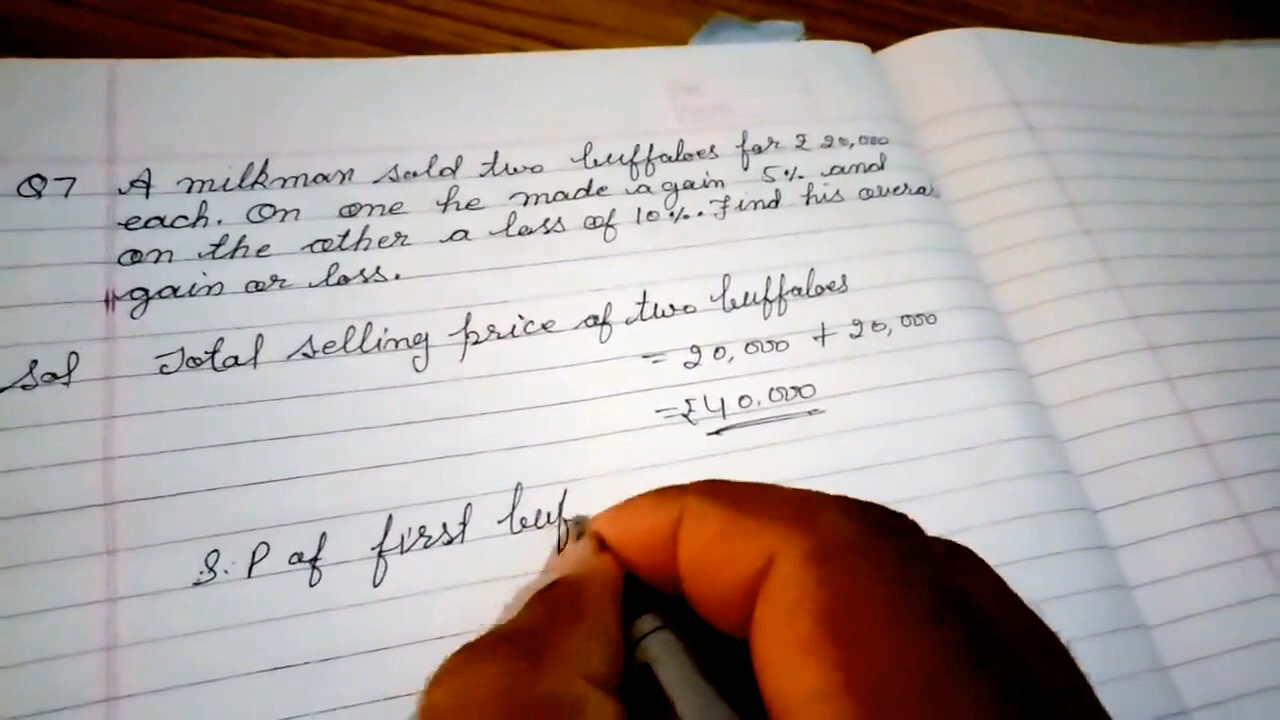 Q7 A milkman sold two buffaloes for ₹ 20,000
each. On one he made a gain 5% and
on the other a loss of 10%. Find his overa
gain or loss.
Sol Total selling price of two buffaloes
= 20,000 + 20,000
= ₹ 40.000
S.P of first buf